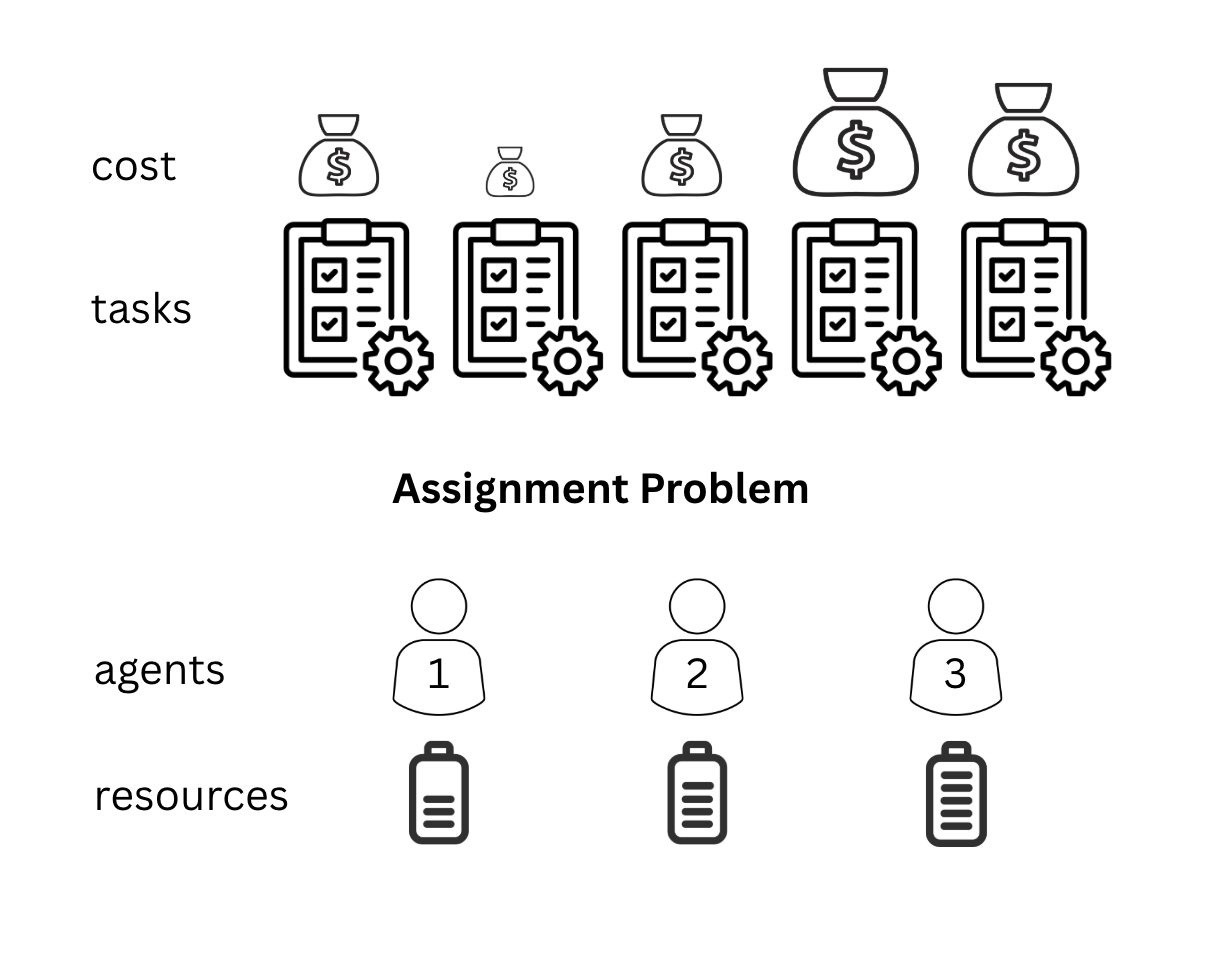 $ $ $ $ $
cost
tasks
Assignment Problem
agents
1 2 3
resources